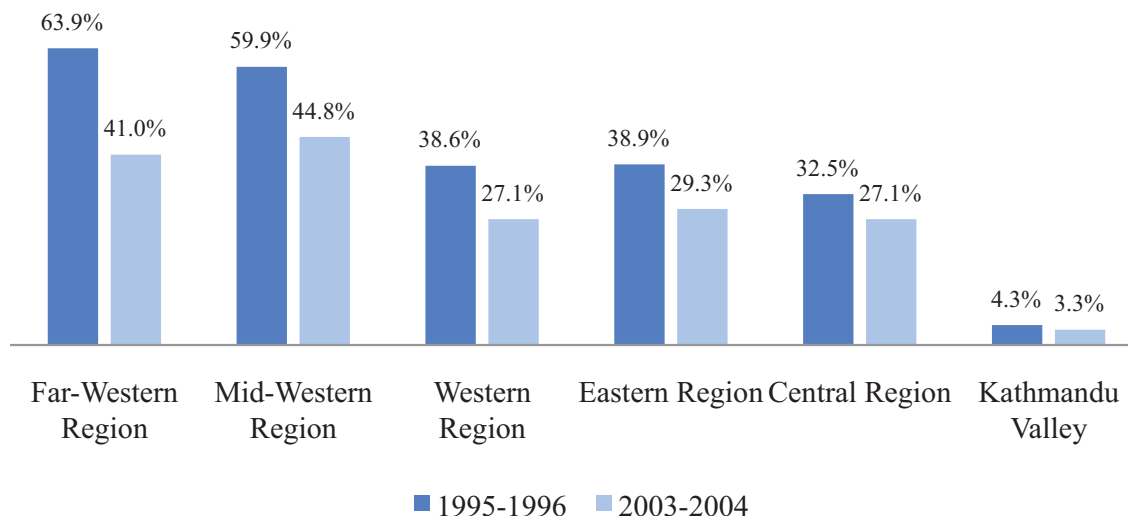 63.9%
59.9%
41.0%
44.8%
38.6%
27.1%
38.9%
29.3%
32.5%
27.1%
4.3%
3.3%
Far-Western
Region
Mid-Western
Region
Western
Region
Eastern Region
Central Region
Kathmandu
Valley
1995-1996
2003-2004